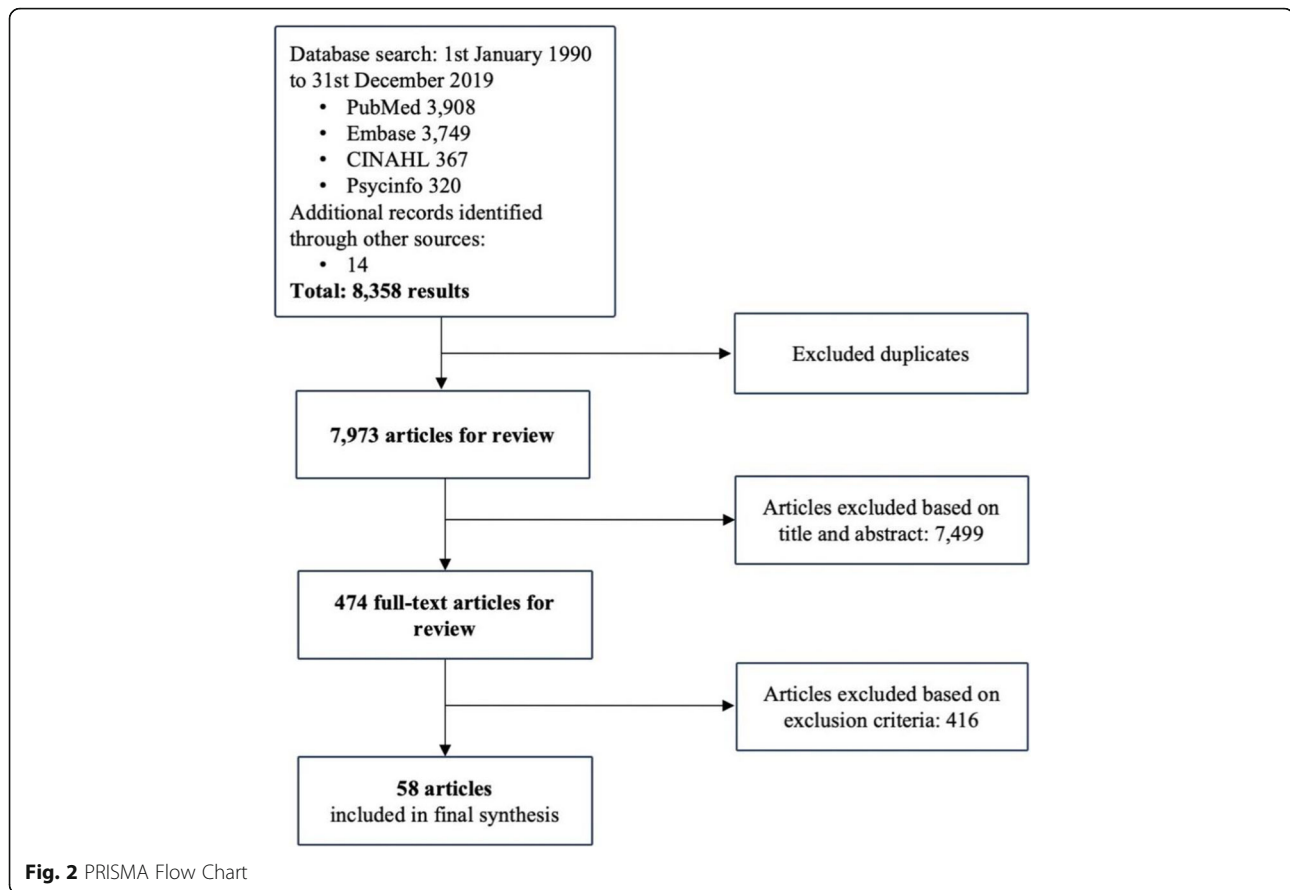 Database search: 1st January 1990
to 31st December 2019
• PubMed 3,908
• Embase 3,749
• CINAHL 367
• Psycinfo 320
Additional records identified
through other sources:
• 14
Total: 8,358 results
Excluded duplicates
7,973 articles for review
Articles excluded based on
title and abstract: 7,499
474 full-text articles for
review
Articles excluded based on
exclusion criteria: 416
58 articles
included in final synthesis
Fig. 2 PRISMA Flow Chart